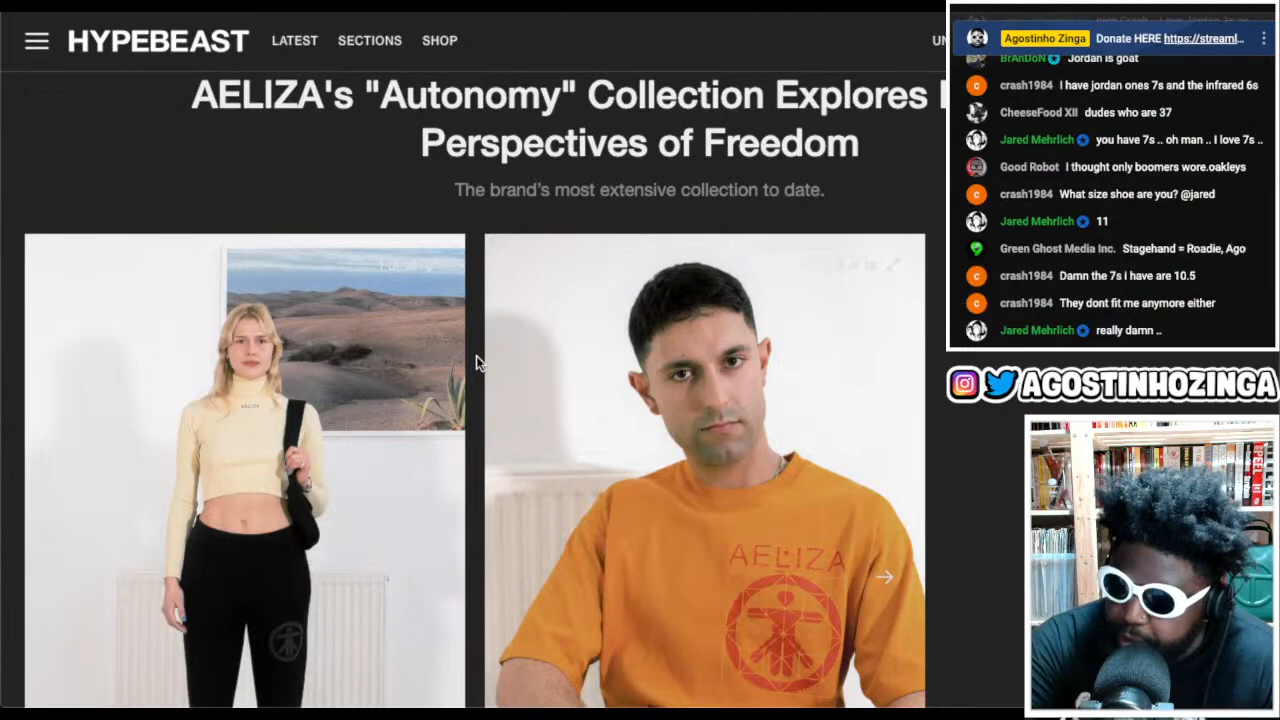 HYPEBEAST
LATEST
SECTIONS
SHOP
AELIZA's "Autonomy" Collection Explores
Perspectives of Freedom
The brand's most extensive collection to date.
AELIZA
AELIZA
Agostinho Zinga Donate HERE https://streaml...
BrAnDoN Jordan is goat
crash1984 I have jordan ones 7s and the infrared 6s
CheeseFood XII dudes who are 37
Jared Mehrlich you have 7s .. oh man .. I love 7s ..
Good Robot I thought only boomers wore.oakleys
crash1984 What size shoe are you? @jared
Jared Mehrlich 11
Green Ghost Media Inc. Stagehand = Roadie, Ago
crash1984 Damn the 7s i have are 10.5
crash1984 They dont fit me anymore either
Jared Mehrlich really damn ..
AGOSTINHOZINGA